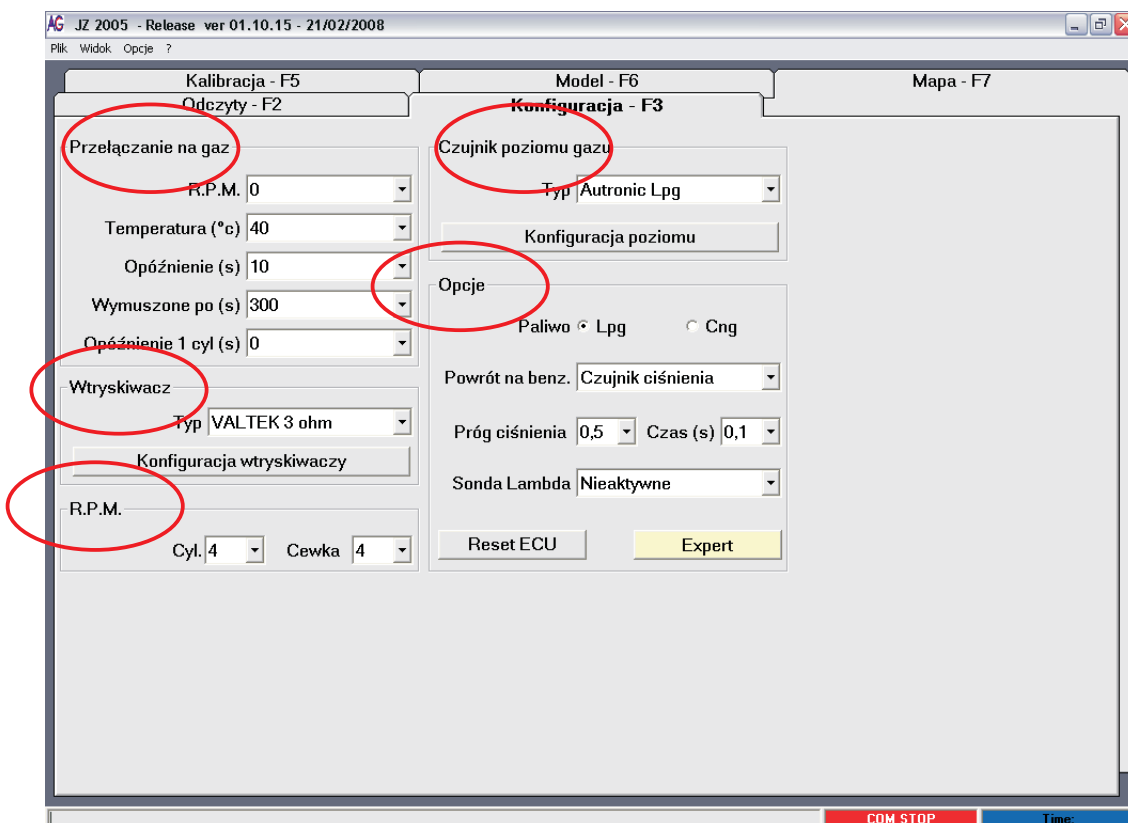 AG JZ 2005 - Release ver 01.10.15 - 21/02/2008
Plik Widok Opcje ?
Kalibracja - F5 Model - F6 Mapa - F7
Odczyty - F2 Konfiguracja - F3
Przełączanie na gaz
R.P.M. 0
Temperatura (°c) 40
Opóźnienie (s) 10
Wymuszone po (s) 300
Opóźnienie 1 cyl (s) 0
Wtryskiwacz
Typ VALTEK 3 ohm
Konfiguracja wtryskiwaczy
R.P.M.
Cyl. 4 Cewka 4
Czujnik poziomu gazu
Typ Autronic Lpg
Konfiguracja poziomu
Opcje
Paliwo Lpg Cng
Powrót na benz. Czujnik ciśnienia
Próg ciśnienia 0,5 Czas (s) 0,1
Sonda Lambda Nieaktywne
Reset ECU Expert
COM STOP Time: